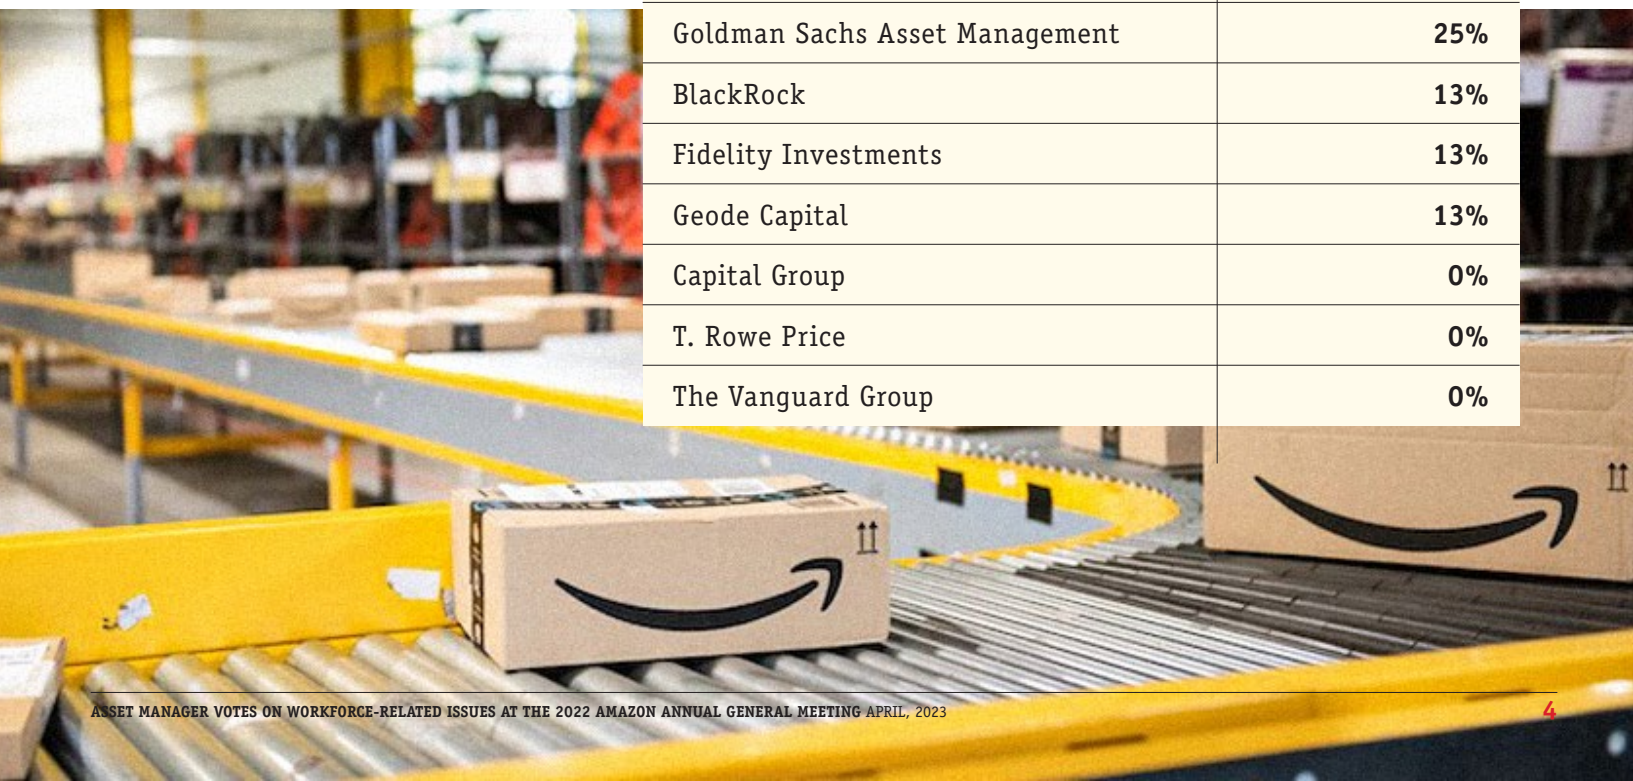 Goldman Sachs Asset Management 25%
BlackRock 13%
Fidelity Investments 13%
Geode Capital 13%
Capital Group 0%
T. Rowe Price 0%
The Vanguard Group 0%
ASSET MANAGER VOTES ON WORKFORCE-RELATED ISSUES AT THE 2022 AMAZON ANNUAL GENERAL MEETING APRIL, 2023 4